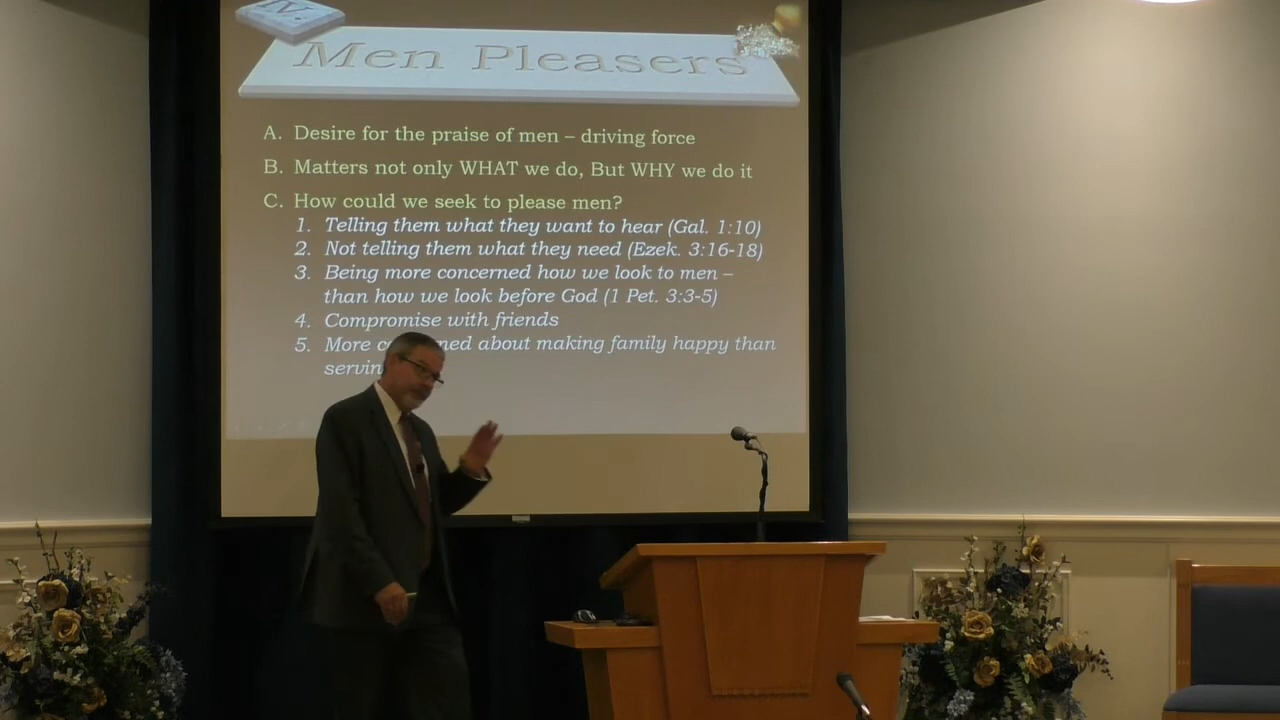 IV.
Men Pleasers
A. Desire for the praise of men – driving force
B. Matters not only WHAT we do, But WHY we do it
C. How could we seek to please men?
1. Telling them what they want to hear (Gal. 1:10)
2. Not telling them what they need (Ezek. 3:16-18)
3. Being more concerned how we look to men –
than how we look before God (1 Pet. 3:3-5)
4. Compromise with friends
5. More about making family happy than